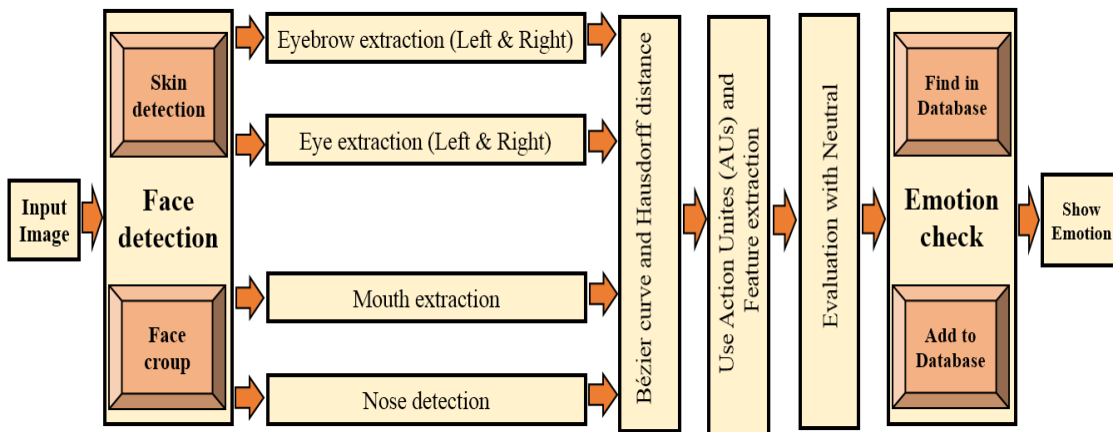 Input
Image
Skin
detection
Face
detection
Face
croup
Eyebrow extraction (Left & Right)
Eye extraction (Left & Right)
Mouth extraction
Nose detection
Bézier curve and Hausdorff distance
Use Action Unites (AUs) and
Feature extraction
Evaluation with Neutral
Find in
Database
Emotion
check
Add to
Database
Show
Emotion